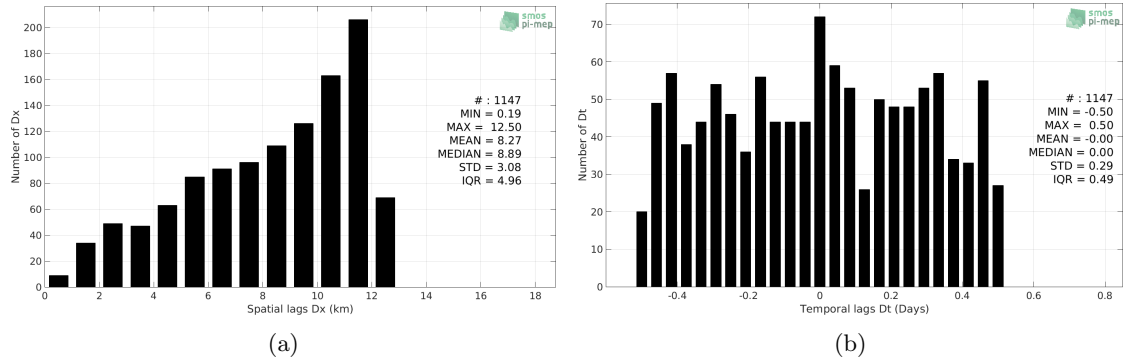 smos
pi-mep
200
180
160
140
120
100
80
60
40
20
0
Number of Dx
# : 1147
MIN = 0.19
MAX = 12.50
MEAN = 8.27
MEDIAN = 8.89
STD = 3.08
IQR = 4.96
0 2 4 6 8 10 12 14 16 18
Spatial lags Dx (km)
(a)
smos
pi-mep
70
60
50
40
30
20
10
0
Number of Dt
# : 1147
MIN = -0.50
MAX = 0.50
MEAN = -0.00
MEDIAN = 0.00
STD = 0.29
IQR = 0.49
-0.4 -0.2 0 0.2 0.4 0.6 0.8
Temporal lags Dt (Days)
(b)